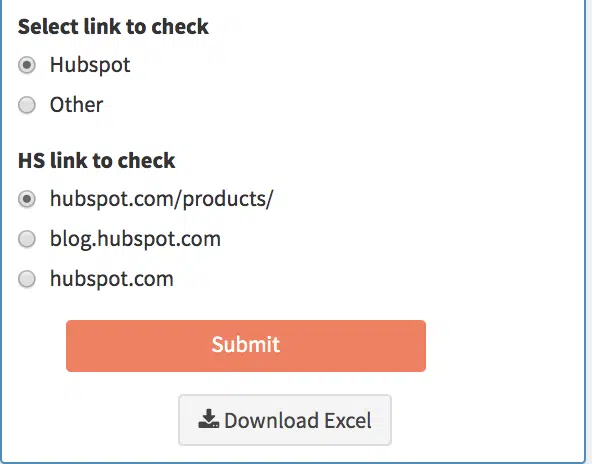 Select link to check
Hubspot
Other
HS link to check
hubspot.com/products/
blog.hubspot.com
hubspot.com
Submit
Download Excel